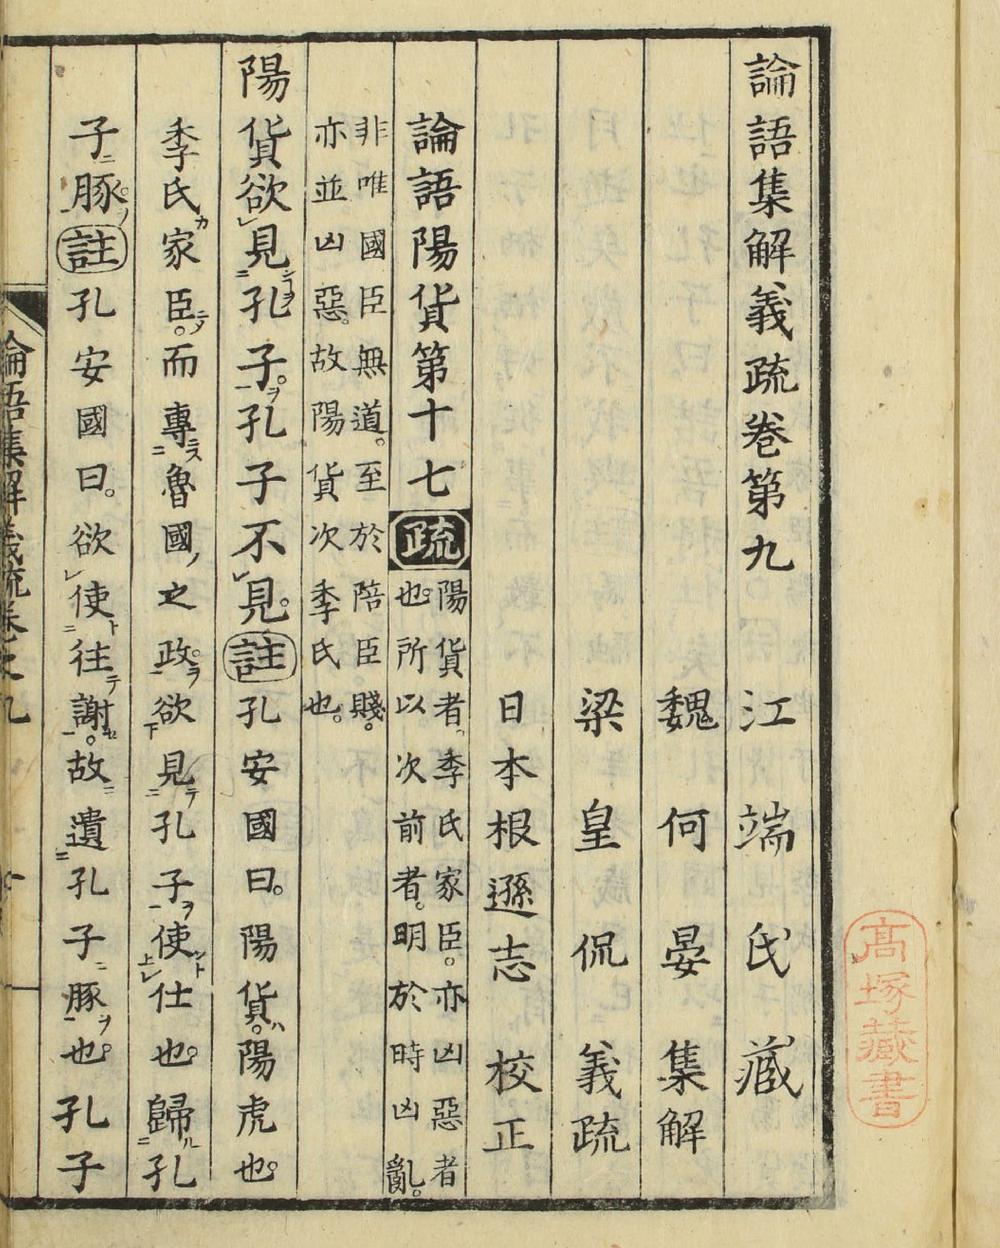 論語集解義疏卷第九　江端氏藏
魏何晏集解
梁皇侃義疏
日本根遜志校正
論語陽貨第十七疏陽貨者季氏家臣。亦凶惡者
也。所以次前者。明於時凶亂。
非唯國臣無道。至於陪臣賤。
亦並凶惡。故陽貨次季氏也。
陽貨欲見孔子。孔子不見。註孔安國曰。陽貨。陽虎也。
季氏家臣。而專魯國之政。欲見孔子使仕也。歸孔
子豚。註孔安國曰。欲使往謝。故遺孔子豚也。孔子
論語集解義疏卷之九
高塚藏書